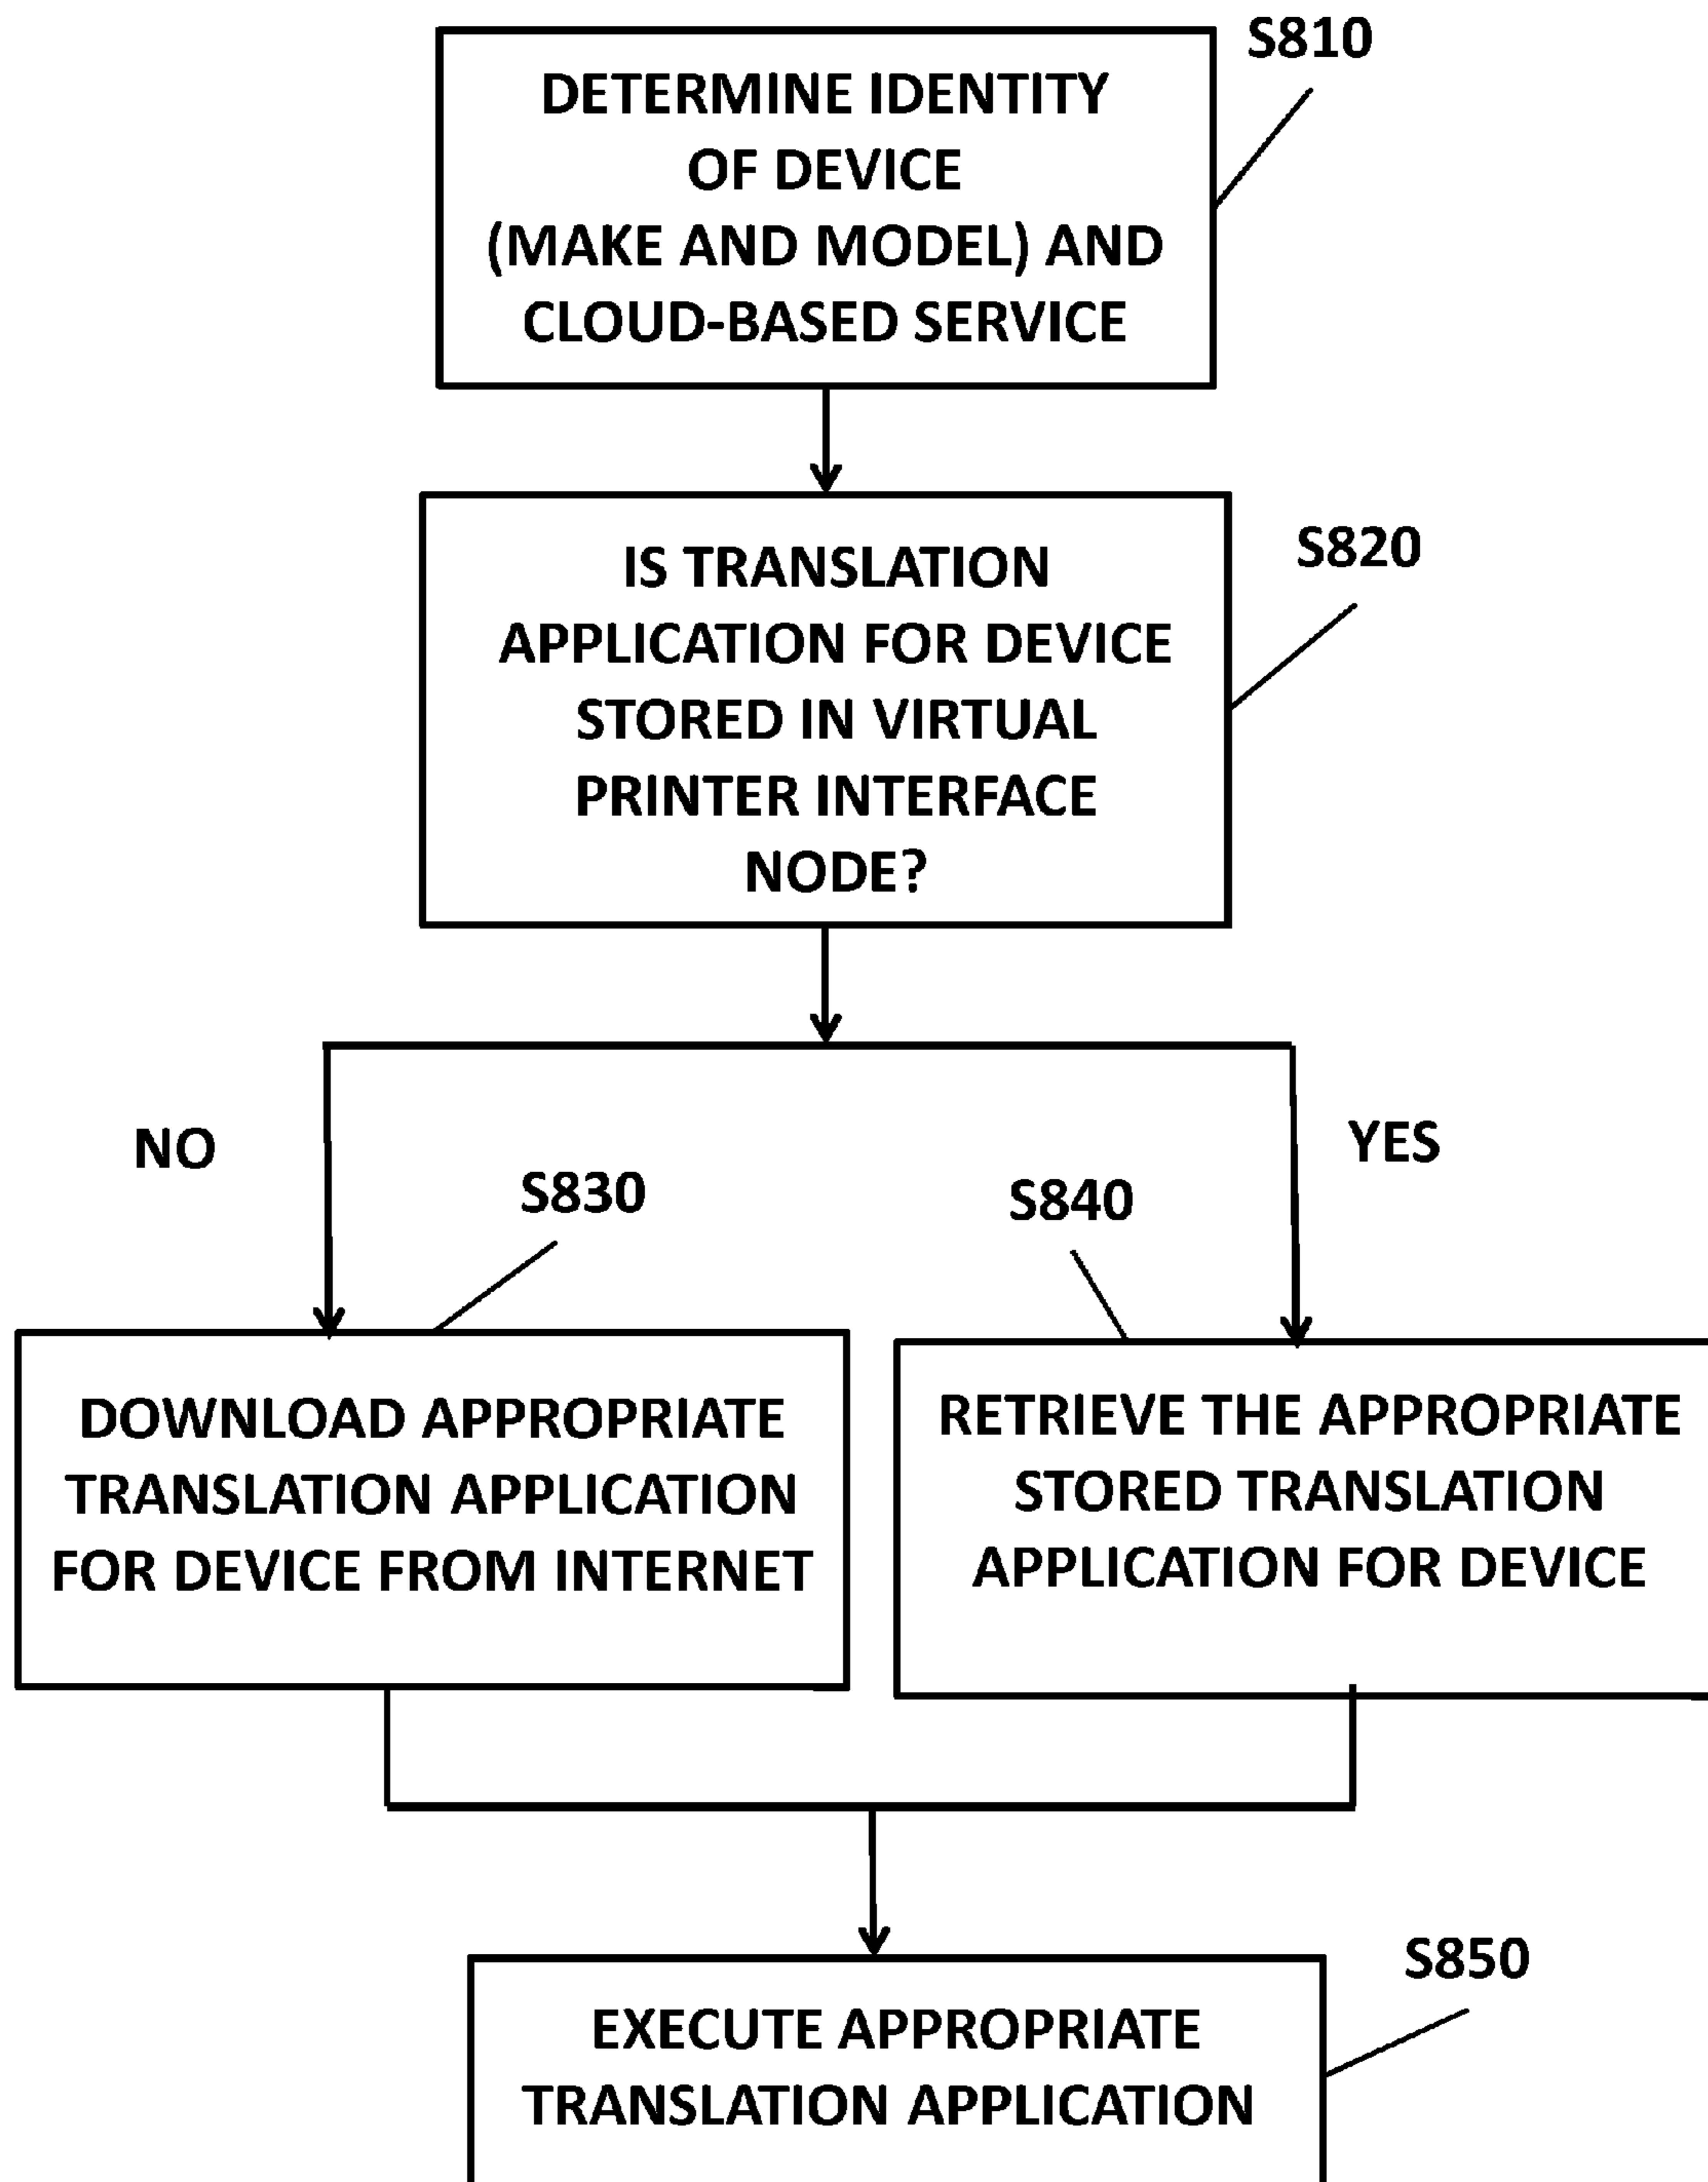 S810
DETERMINE IDENTITY
OF DEVICE
(MAKE AND MODEL) AND
CLOUD-BASED SERVICE
S820
IS TRANSLATION
APPLICATION FOR DEVICE
STORED IN VIRTUAL
PRINTER INTERFACE
NODE?
NO
YES
S830
S840
DOWNLOAD APPROPRIATE
TRANSLATION APPLICATION
FOR DEVICE FROM INTERNET
RETRIEVE THE APPROPRIATE
STORED TRANSLATION
APPLICATION FOR DEVICE
S850
EXECUTE APPROPRIATE
TRANSLATION APPLICATION